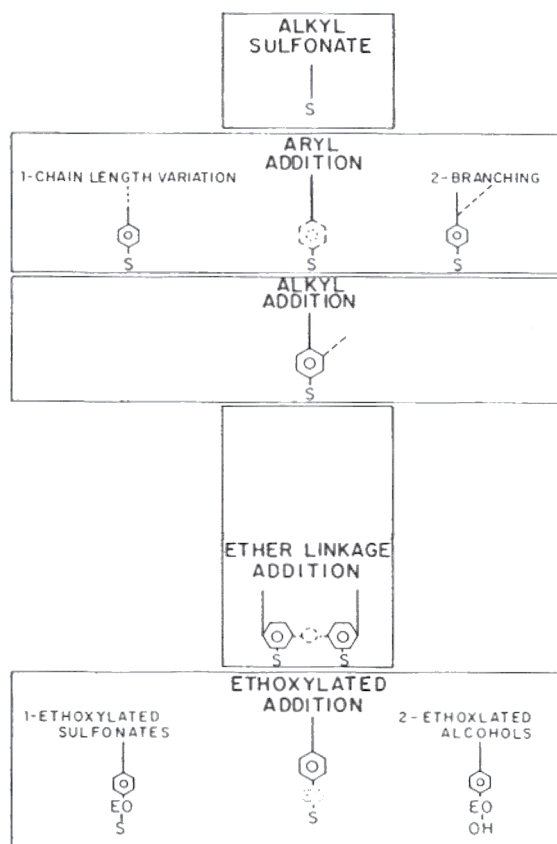 ALKYL
SULFONATE
S
ARYL
ADDITION
1-CHAIN LENGTH VARIATION
2-BRANCHING
S
S
S
ALKYL
ADDITION
S
ETHER LINKAGE
ADDITION
S
S
ETHOXYLATED
ADDITION
1-ETHOXYLATED
SULFONATES
2-ETHOXLATED
ALCOHOLS
EO
S
S
EO
OH